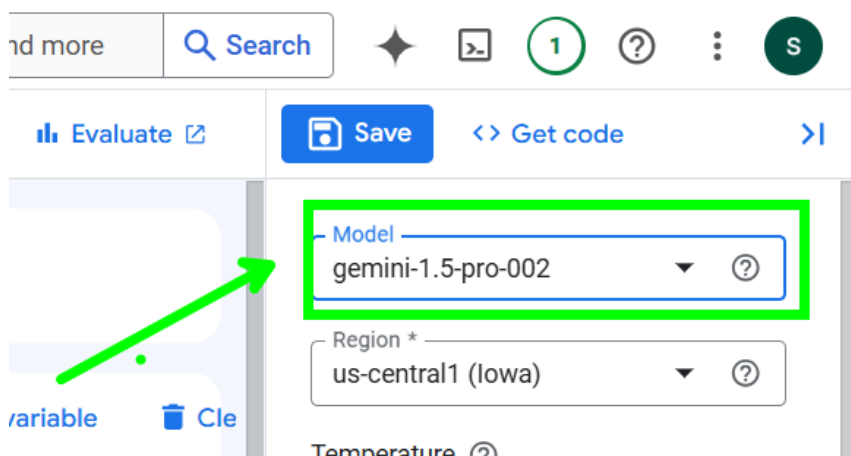 nd more Search 1 S
Evaluate Save Get code
Model
gemini-1.5-pro-002
Region *
us-central1 (Iowa)
variable Cle
Temperature